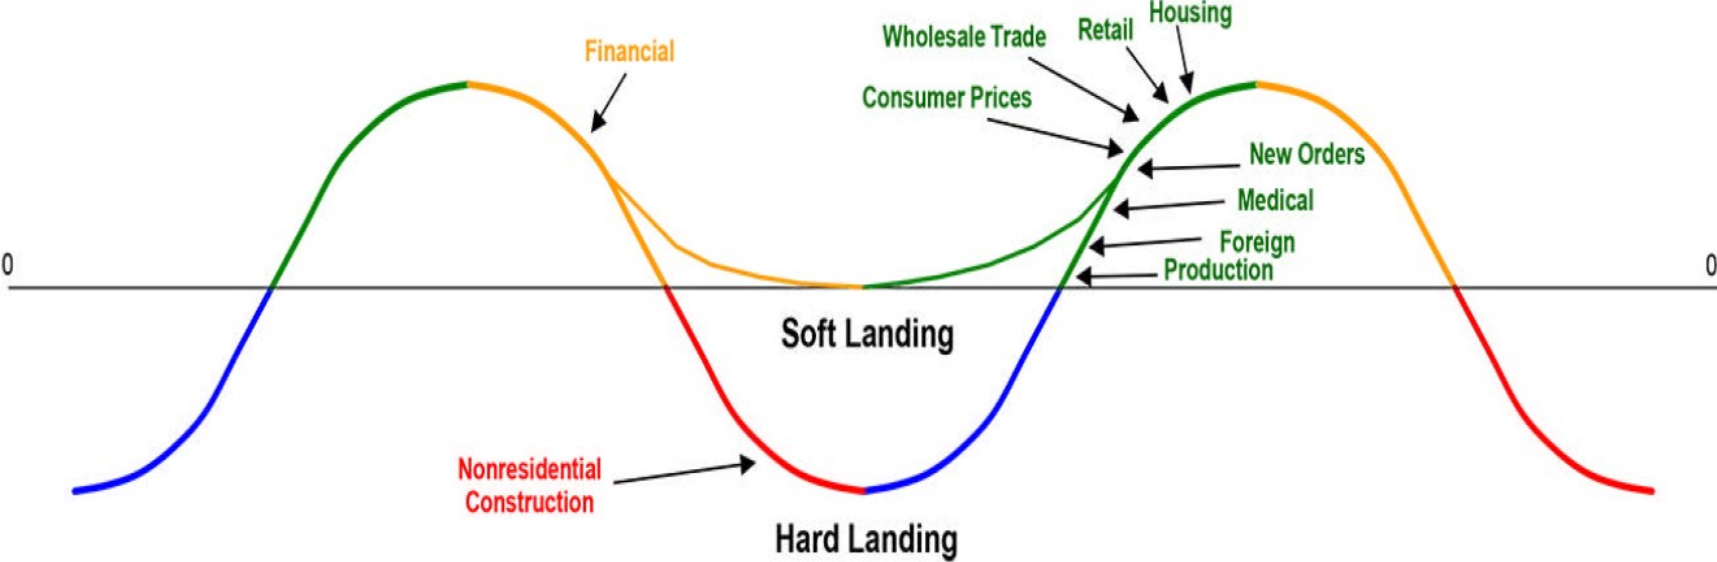 Housing
Retail
Wholesale Trade
Financial
Consumer Prices
New Orders
Medical
Foreign
Production
0
0
Soft Landing
Nonresidential
Construction
Hard Landing